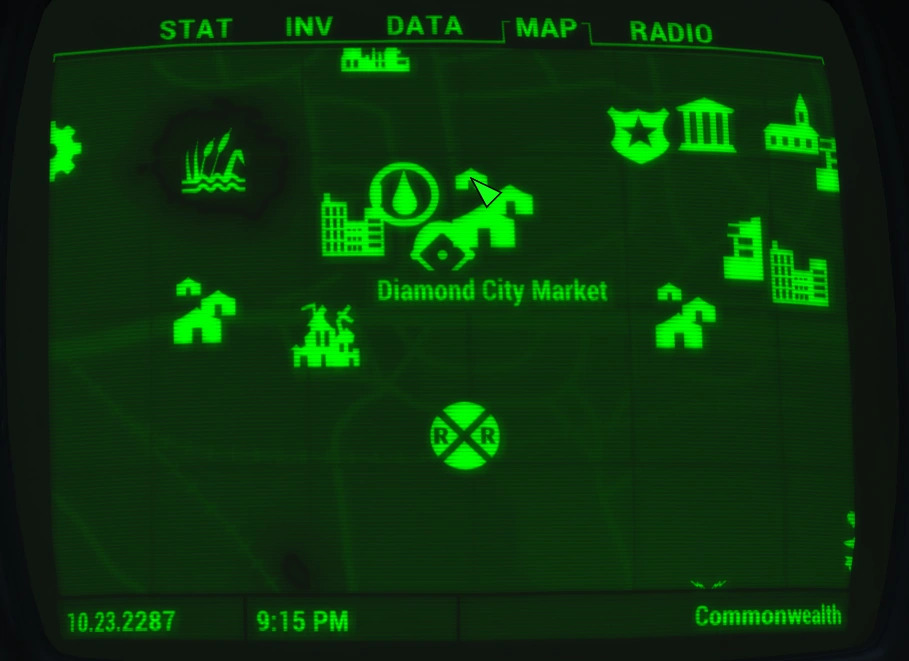 STAT INV DATA MAP RADIO
Diamond City Market
R R
10.23.2287 9:15 PM Commonwealth